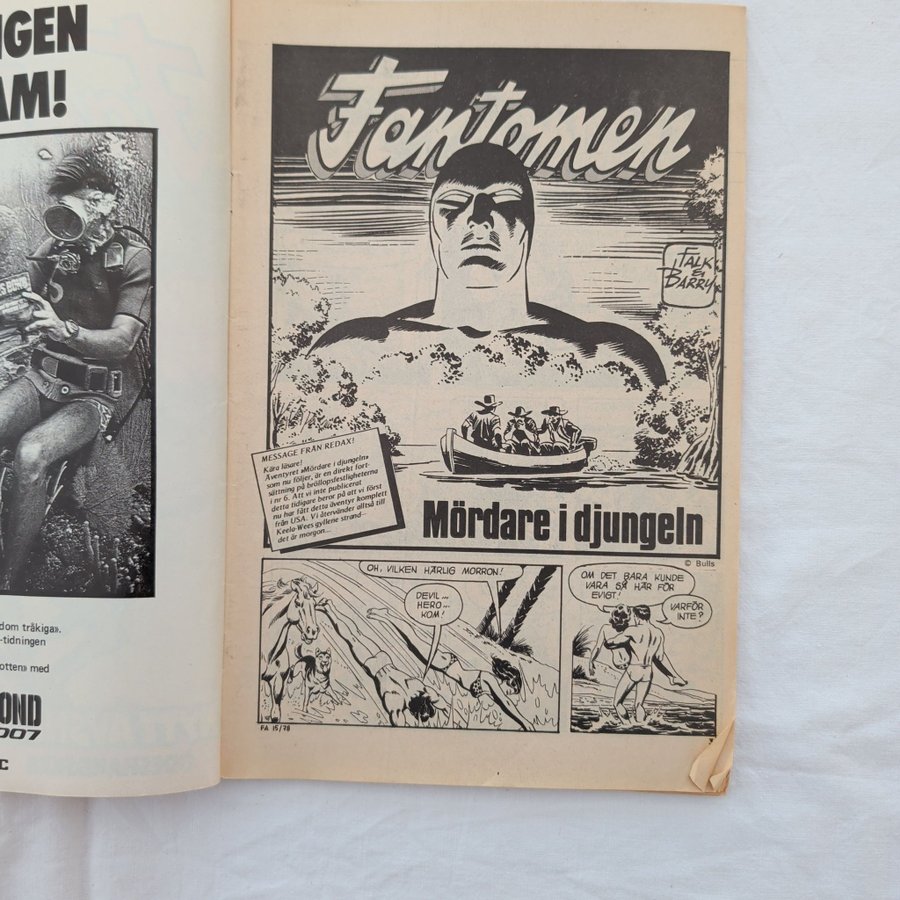 IGEN
AM!
dom tråkiga».
-tidningen
otten» med
OND
007
C
Fantomen
FALK
&
BARRY
MESSAGE FRÅN REDAX!
Kära läsare!
Äventyret »Mördare i djungeln»
som nu följer, är en direkt fort-
sättning på bröllopsfestligheterna
i nr 6. Att vi inte publicerat
detta tidigare beror på att vi först
nu har fått detta äventyr komplett
från USA. Vi återvänder alltså till
Keela-Wees gyllene strand—
det är morgon...
Mördare i djungeln
© Bulls
OH, VILKEN HÄRLIG MORRON!
DEVIL...
HERO...
KOM!
OM DET BARA KUNDE
VARA SÅ HÄR FÖR
EVIGT!
VARFÖR
INTE?
FA 15/78
3